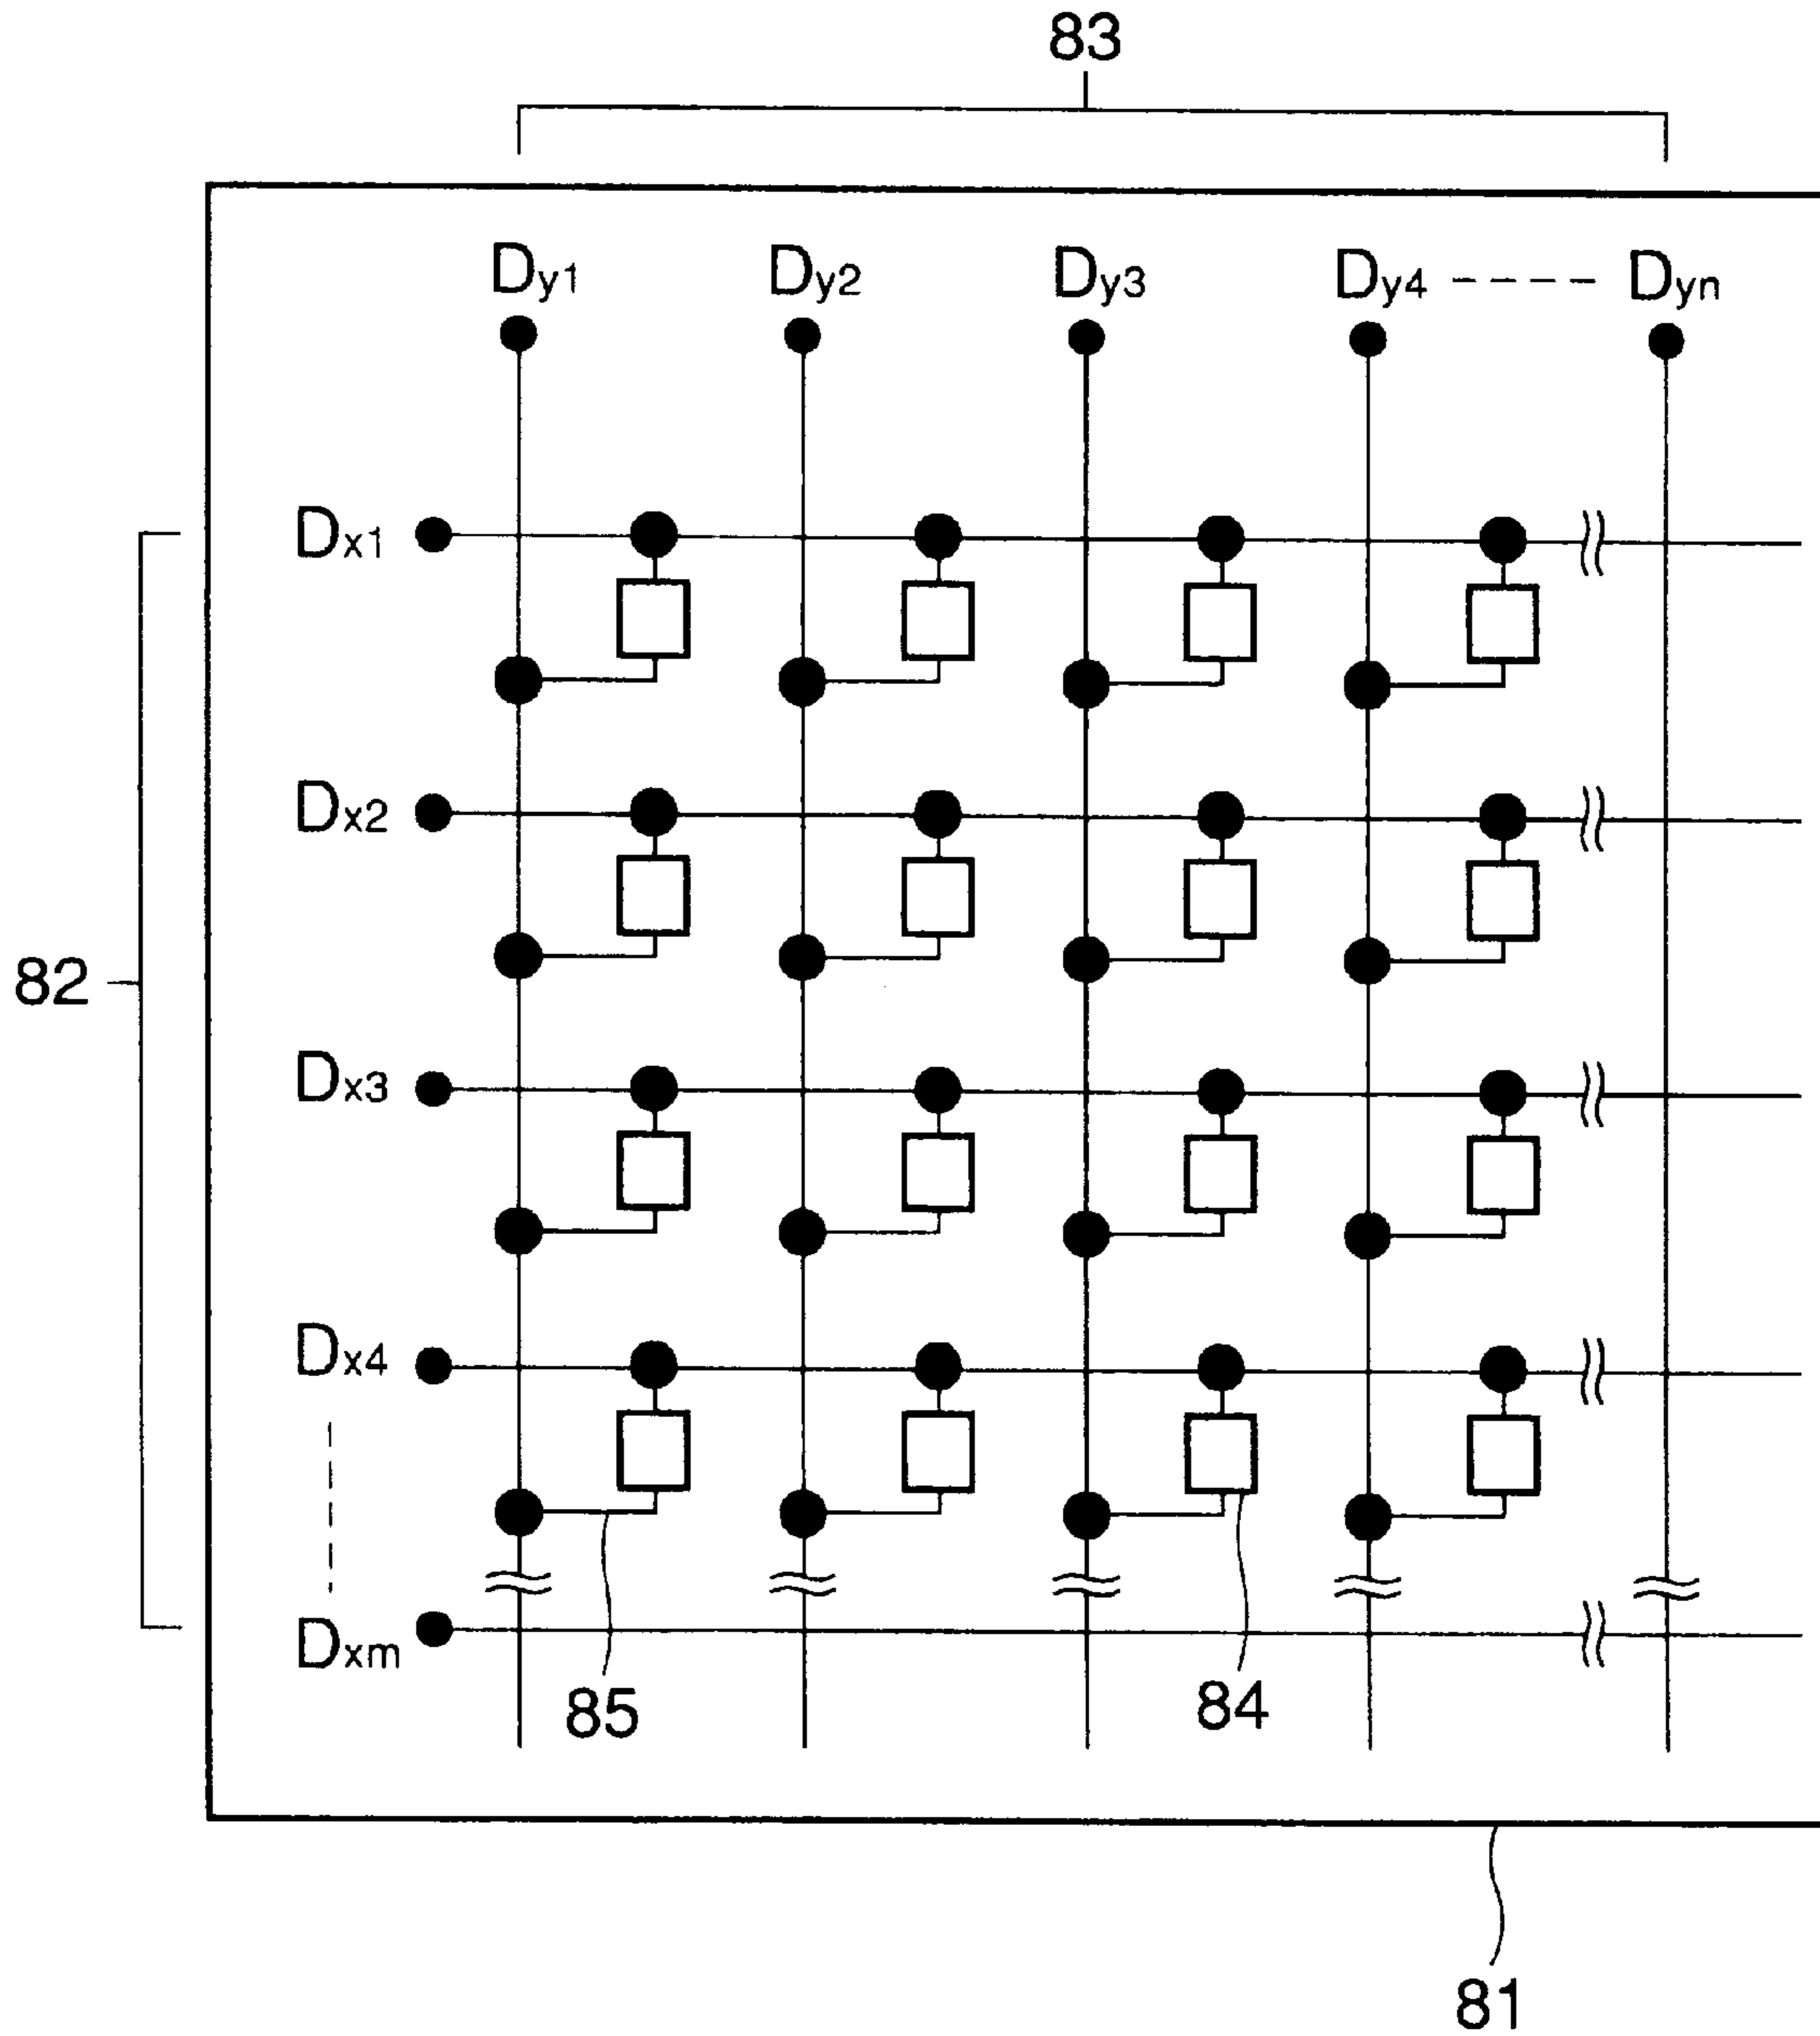 83
Dy1 Dy2 Dy3 Dy4 ----- Dyn
Dx1
Dx2
82
Dx3
Dx4
Dxm
85 84
81